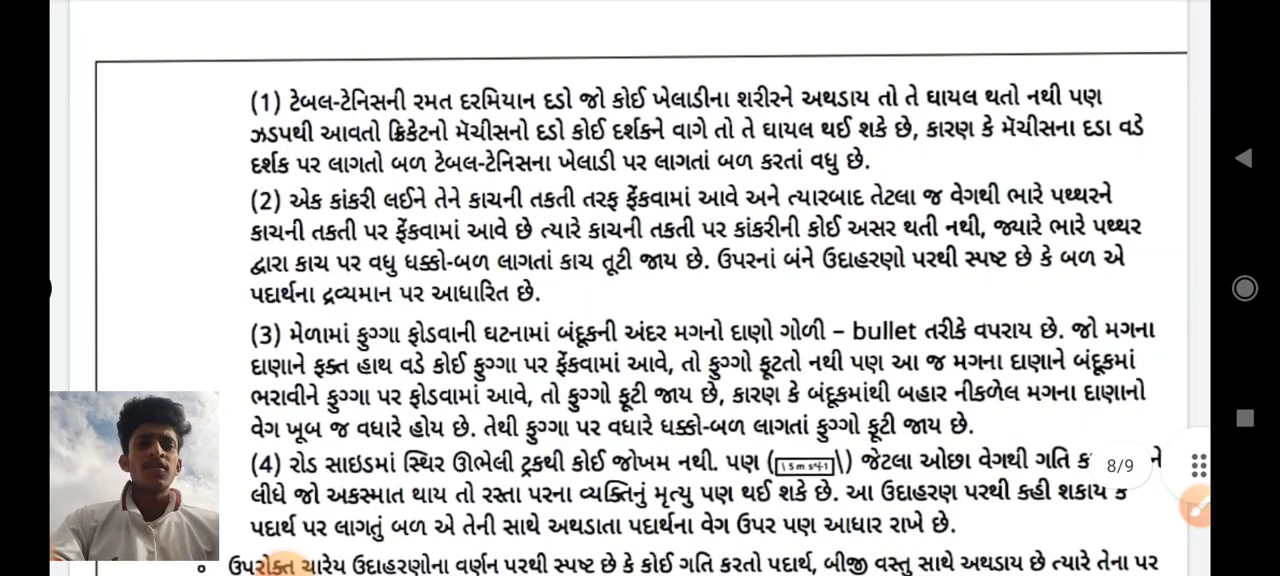 (1) ટેબલ-ટેનિસની રમત દરમિયાન દડો જો કોઈ ખેલાડીના શરીરને અથડાય તો તે ઘાયલ થતો નથી પણ
ઝડપથી આવતો ક્રિકેટનો મૅચીસનો દડો કોઈ દર્શકને વાગે તો તે ઘાયલ થઈ શકે છે, કારણ કે મૅચીસના દડા વડે
દર્શક પર લાગતો બળ ટેબલ-ટેનિસના ખેલાડી પર લાગતાં બળ કરતાં વધુ છે.
(2) એક કાંકરી લઈને તેને કાચની તકતી તરફ ફેંકવામાં આવે અને ત્યારબાદ તેટલા જ વેગથી ભારે પથ્થરને
કાચની તકતી પર ફેંકવામાં આવે છે ત્યારે કાચની તકતી પર કાંકરીની કોઈ અસર થતી નથી, જ્યારે ભારે પથ્થર
દ્વારા કાચ પર વધુ ધક્કો-બળ લાગતાં કાચ તૂટી જાય છે. ઉપરનાં બંને ઉદાહરણો પરથી સ્પષ્ટ છે કે બળ એ
પદાર્થના દ્રવ્યમાન પર આધારિત છે.
(3) મેળામાં ફુગ્ગા ફોડવાની ઘટનામાં બંદૂકની અંદર મગનો દાણો ગોળી – bullet તરીકે વપરાય છે. જો મગના
દાણાને ફક્ત હાથ વડે કોઈ ફુગ્ગા પર ફેંકવામાં આવે, તો ફુગ્ગો ફૂટતો નથી પણ આ જ મગના દાણાને બંદૂકમાં
ભરાવીને ફુગ્ગા પર ફોડવામાં આવે, તો ફુગ્ગો ફૂટી જાય છે, કારણ કે બંદૂકમાંથી બહાર નીકળેલ મગના દાણાનો
વેગ ખૂબ જ વધારે હોય છે. તેથી ફુગ્ગા પર વધારે ધક્કો-બળ લાગતાં ફુગ્ગો ફૂટી જાય છે.
(4) રોડ સાઇડમાં સ્થિર ઊભેલી ટ્રકથી કોઈ જોખમ નથી. પણ ( \) જેટલા ઓછા વેગથી ગતિ ક 8/9 ને
લીધે જો અકસ્માત થાય તો રસ્તા પરના વ્યક્તિનું મૃત્યુ પણ થઈ શકે છે. આ ઉદાહરણ પરથી કહી શકાય કે
પદાર્થ પર લાગતું બળ એ તેની સાથે અથડાતા પદાર્થના વેગ ઉપર પણ આધાર રાખે છે.
ઉપરોક્ત ચારેય ઉદાહરણોના વર્ણન પરથી સ્પષ્ટ છે કે કોઈ ગતિ કરતો પદાર્થ, બીજી વસ્તુ સાથે અથડાય છે ત્યારે તેના પર